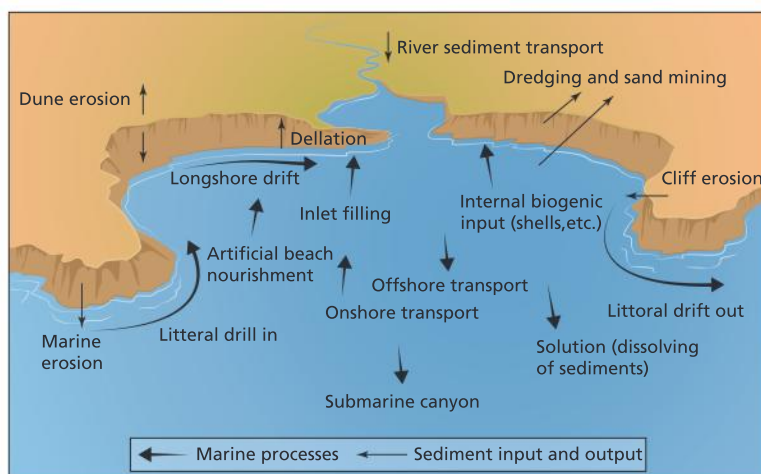 River sediment transport
Dredging and sand mining
Dune erosion
Dellation
Longshore drift
Cliff erosion
Inlet filling
Internal biogenic
input (shells,etc.)
Artificial beach
nourishment
Offshore transport
Onshore transport
Littoral drift out
Marine
erosion
Litteral drill in
Solution (dissolving
of sediments)
Submarine canyon
Marine processes
Sediment input and output